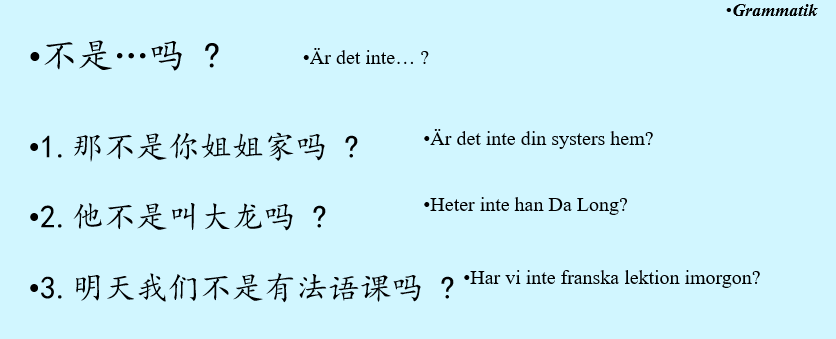 •Grammatik
•不是…吗 ？ •Är det inte… ?
•1.那不是你姐姐家吗 ？ •Är det inte din systers hem?
•2.他不是叫大龙吗 ？ •Heter inte han Da Long?
•3.明天我们不是有法语课吗 ？ •Har vi inte franska lektion imorgon?